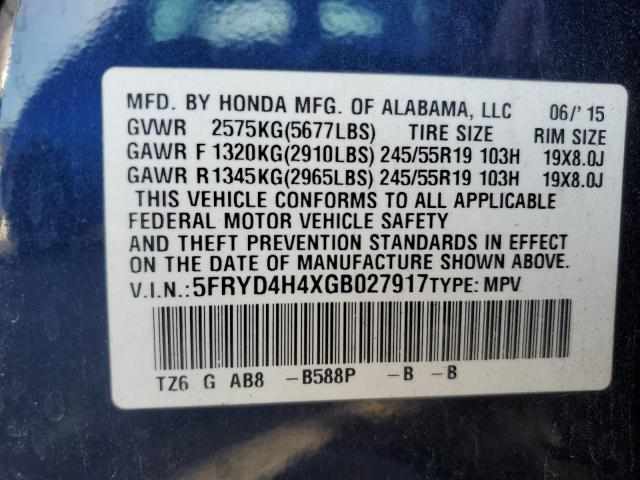 MFD. BY HONDA MFG. OF ALABAMA, LLC 06/'15
GVWR 2575KG(5677LBS) TIRE SIZE RIM SIZE
GAWR F 1320KG(2910LBS) 245/55R19 103H 19X8.0J
GAWR R 1345KG(2965LBS) 245/55R19 103H 19X8.0J
THIS VEHICLE CONFORMS TO ALL APPLICABLE
FEDERAL MOTOR VEHICLE SAFETY
AND THEFT PREVENTION STANDARDS IN EFFECT
ON THE DATE OF MANUFACTURE SHOWN ABOVE.
V.I.N.:5FRYD4H4XGB027917 TYPE: MPV
TZ6 G AB8 -B588P -B -B